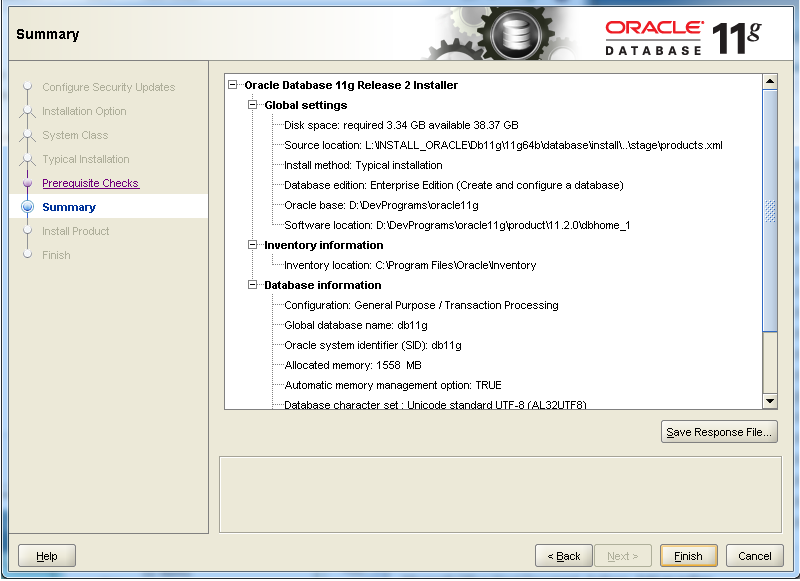 Summary
ORACLE®
DATABASE 11g
Configure Security Updates
Installation Option
System Class
Typical Installation
Prerequisite Checks
Summary
Install Product
Finish
Oracle Database 11g Release 2 Installer
Global settings
Disk space: required 3.34 GB available 38.37 GB
Source location: L:\INSTALL_ORACLE\Db11g\11g64b\database\install\..\stage\products.xml
Install method: Typical installation
Database edition: Enterprise Edition (Create and configure a database)
Oracle base: D:\DevPrograms\oracle11g
Software location: D:\DevPrograms\oracle11g\product\11.2.0\dbhome_1
Inventory information
Inventory location: C:\Program Files\Oracle\Inventory
Database information
Configuration: General Purpose / Transaction Processing
Global database name: db11g
Oracle system identifier (SID): db11g
Allocated memory: 1558 MB
Automatic memory management option: TRUE
Database character set : Unicode standard UTF-8 (AL32UTF8)
Save Response File...
Help
< Back
Next >
Finish
Cancel